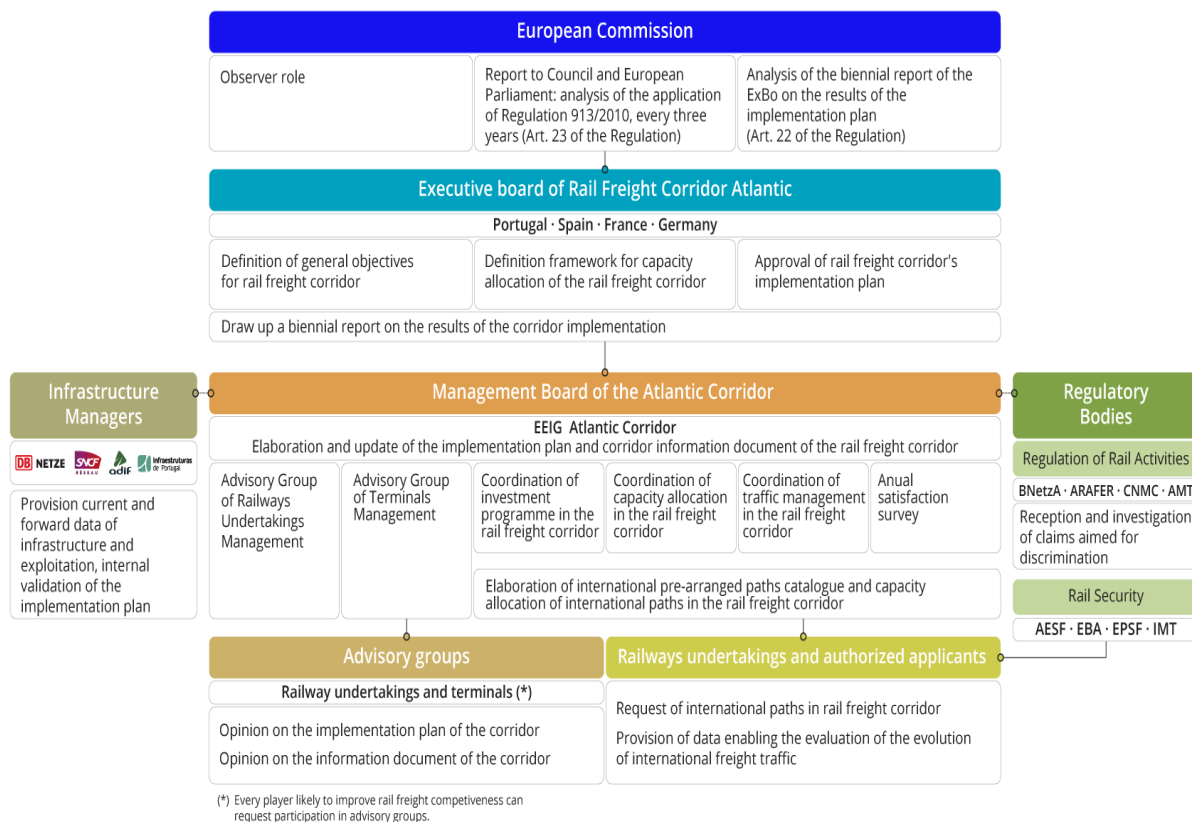 European Commission
Observer role
Report to Council and European
Parliament: analysis of the application
of Regulation 913/2010, every three
years (Art. 23 of the Regulation)
Analysis of the biennial report of the
ExBo on the results of the
implementation plan
(Art. 22 of the Regulation)
Executive board of Rail Freight Corridor Atlantic
Portugal · Spain · France · Germany
Definition of general objectives
for rail freight corridor
Definition framework for capacity
allocation of the rail freight corridor
Approval of rail freight corridor's
implementation plan
Draw up a biennial report on the results of the corridor implementation
Infrastructure
Managers
DB NETZE
SNCF
RÉSEAU
adif
Infraestruturas
de Portugal
Provision current and
forward data of
infrastructure and
exploitation, internal
validation of the
implementation plan
Management Board of the Atlantic Corridor
EEIG Atlantic Corridor
Elaboration and update of the implementation plan and corridor information document of the rail freight corridor
Advisory Group
of Railways
Undertakings
Management
Advisory Group
of Terminals
Management
Coordination of
investment
programme in the
rail freight corridor
Coordination of
capacity allocation
in the rail freight
corridor
Coordination of
traffic management
in the rail freight
corridor
Anual
satisfaction
survey
Elaboration of international pre-arranged paths catalogue and capacity
allocation of international paths in the rail freight corridor
Regulatory
Bodies
Regulation of Rail Activities
BNetzA · ARAFER · CNMC · AMT
Reception and investigation
of claims aimed for
discrimination
Rail Security
AESF · EBA · EPSF · IMT
Advisory groups
Railway undertakings and terminals (*)
Opinion on the implementation plan of the corridor
Opinion on the information document of the corridor
Railways undertakings and authorized applicants
Request of international paths in rail freight corridor
Provision of data enabling the evaluation of the evolution
of international freight traffic
(*) Every player likely to improve rail freight competiveness can
request participation in advisory groups.